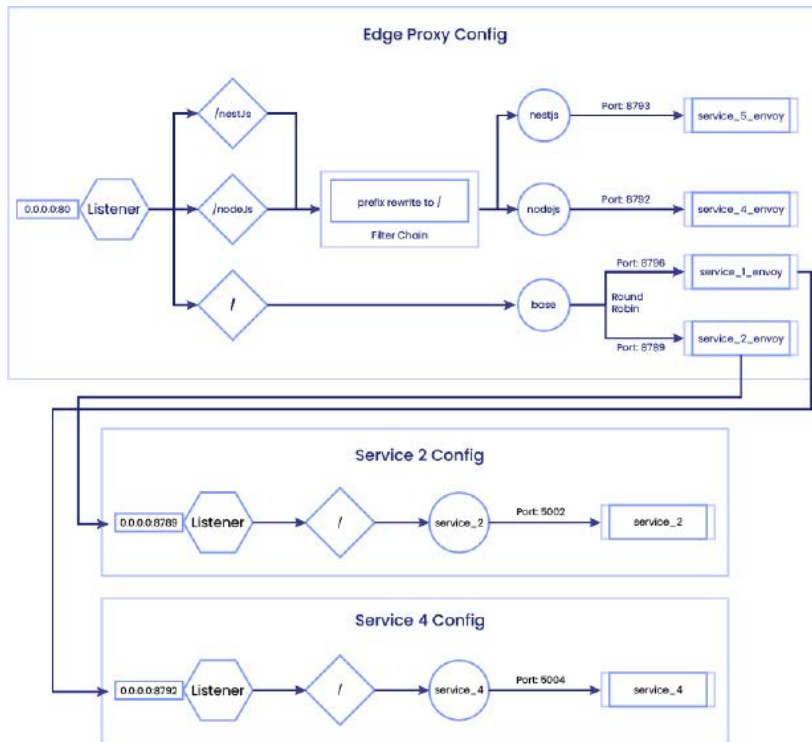 Edge Proxy Config
/nestJs
nestjs
Port: 8793
service_5_envoy
0.0.0.0:80
Listener
/nodeJs
prefix rewrite to /
Filter Chain
nodejs
Port: 8792
service_4_envoy
/
base
Port: 8796
service_1_envoy
Round
Robin
Port: 8789
service_2_envoy
Service 2 Config
0.0.0.0:8789
Listener
/
service_2
Port: 5002
service_2
Service 4 Config
0.0.0.0:8792
Listener
/
service_4
Port: 5004
service_4